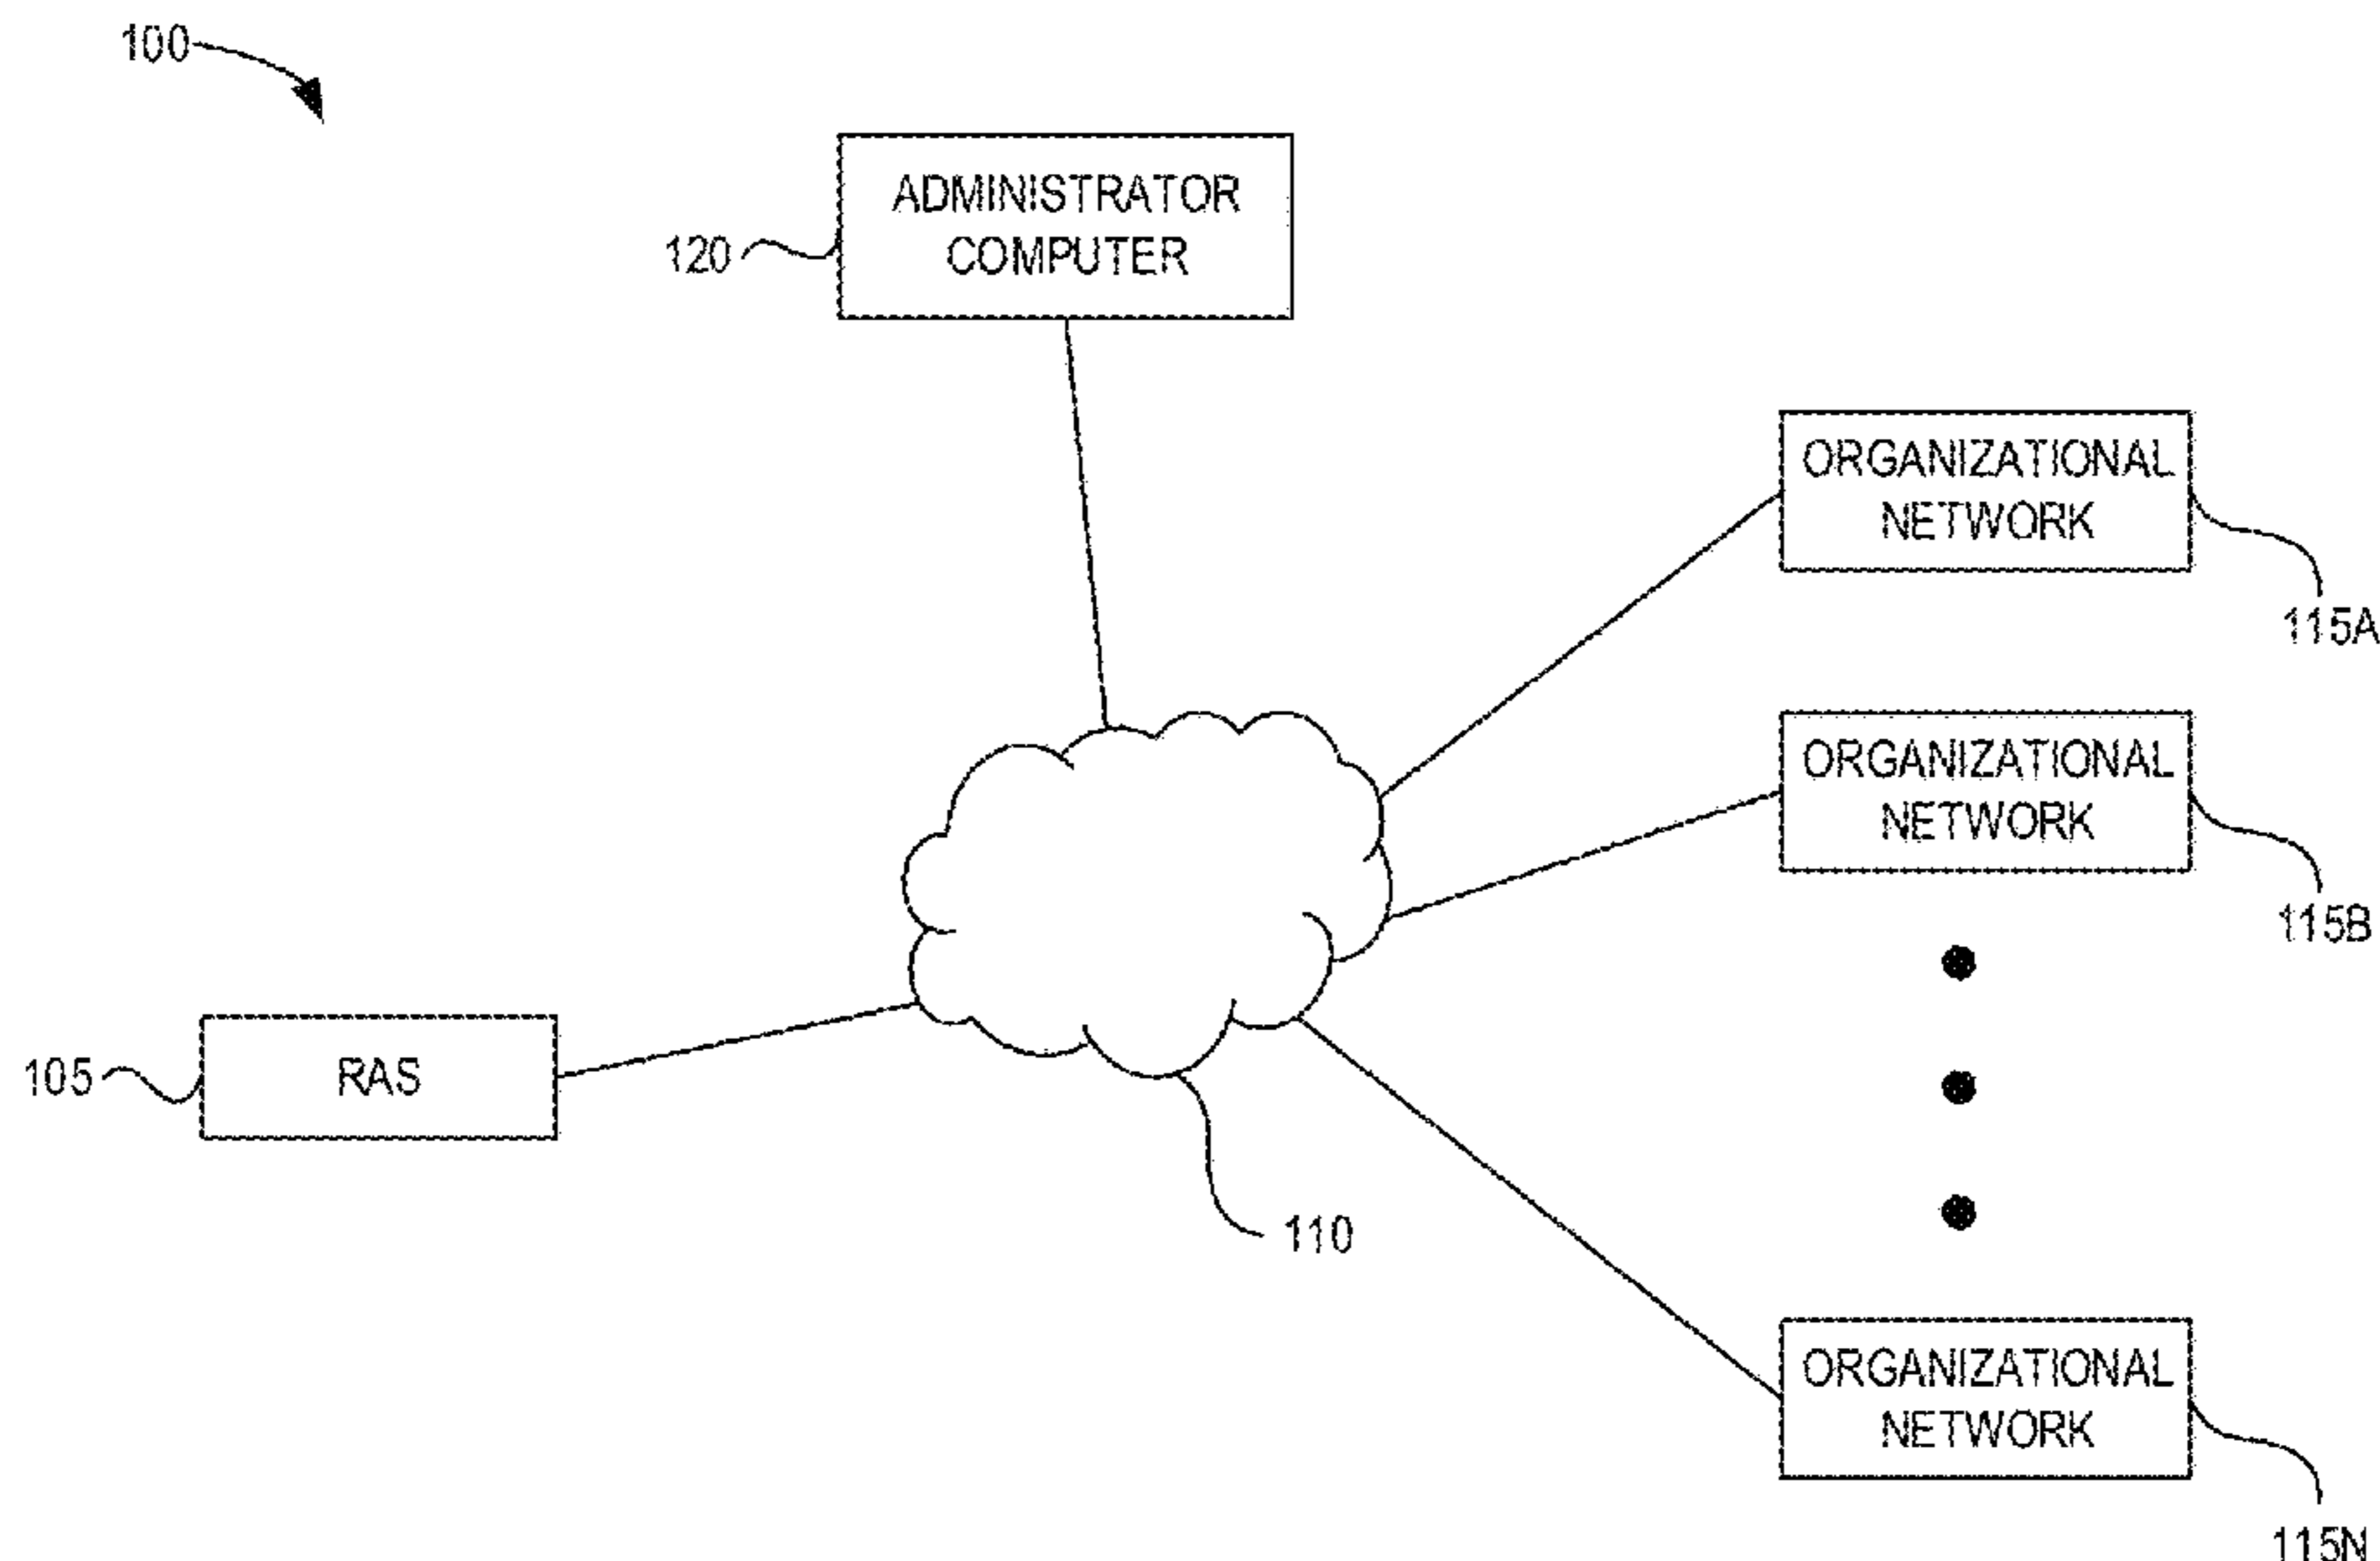 100
ADMINISTRATOR
COMPUTER
120
ORGANIZATIONAL
NETWORK
115A
ORGANIZATIONAL
NETWORK
115B
RAS
105
110
ORGANIZATIONAL
NETWORK
115N